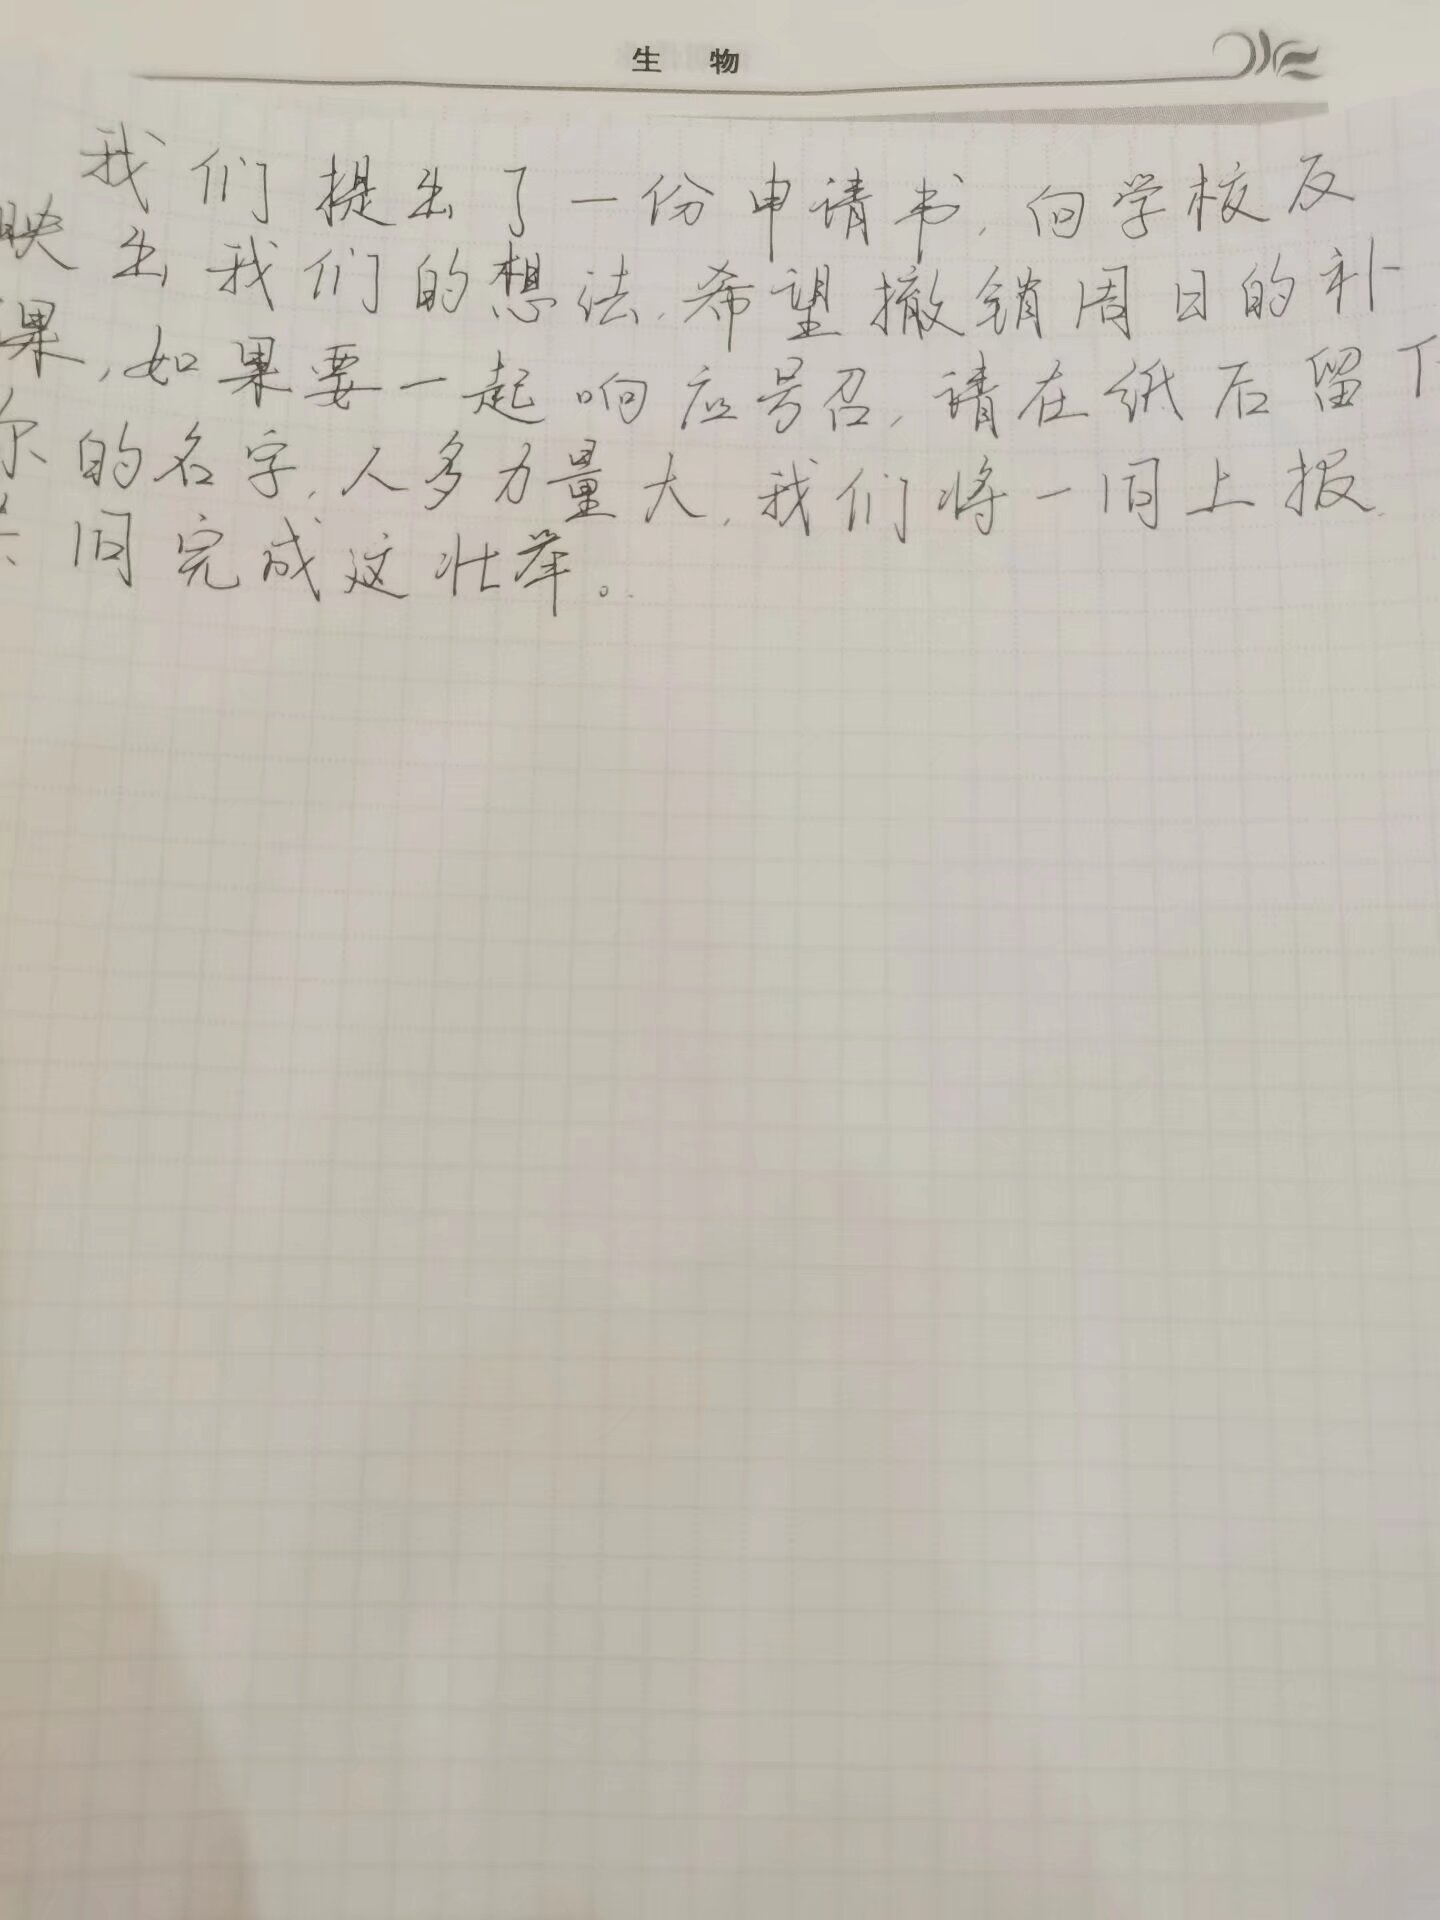 生 物
我们提出了一份申请书,向学校反
映出我们的想法,希望撤销周日的补
课,如果要一起响应号召,请在纸后留下
你的名字,人多力量大,我们将一同上报,
共同完成这壮举。